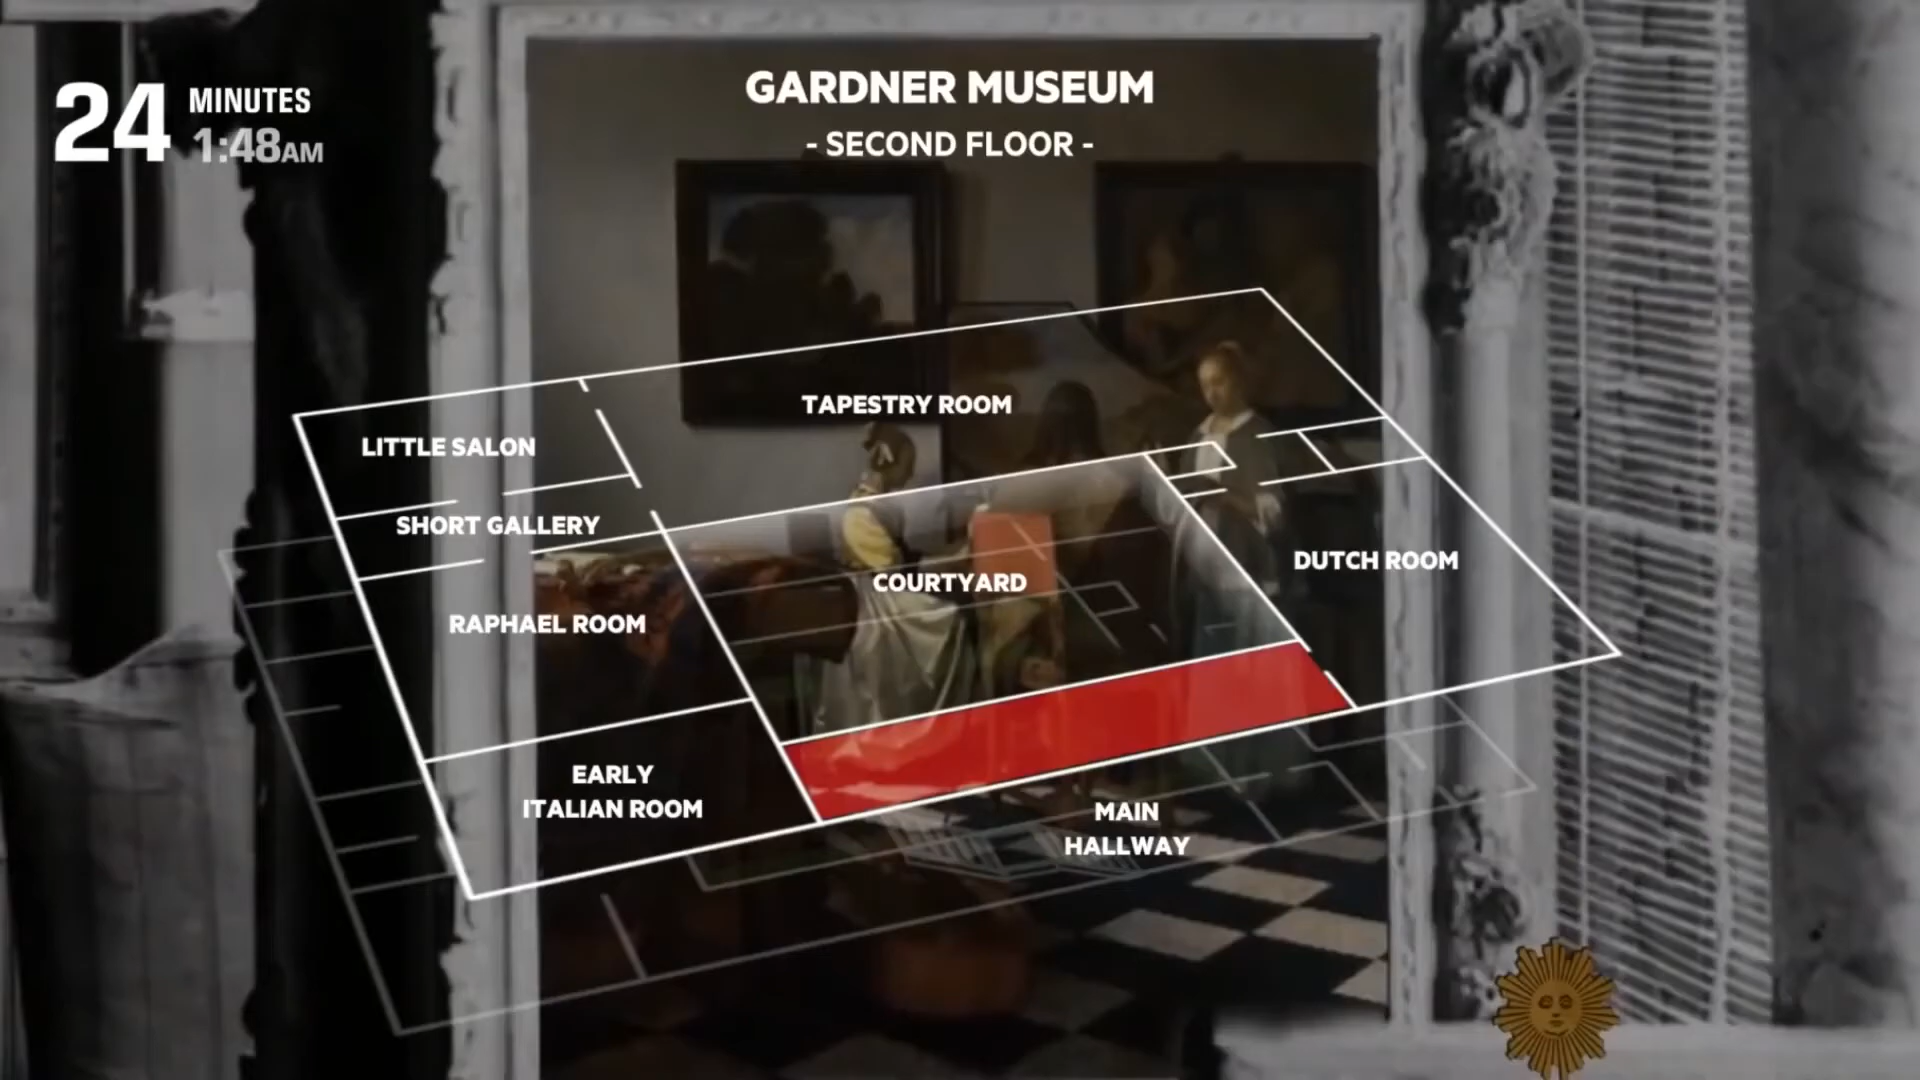 24 MINUTES
1:48AM
GARDNER MUSEUM
- SECOND FLOOR -
TAPESTRY ROOM
LITTLE SALON
SHORT GALLERY
COURTYARD
DUTCH ROOM
RAPHAEL ROOM
EARLY
ITALIAN ROOM
MAIN
HALLWAY